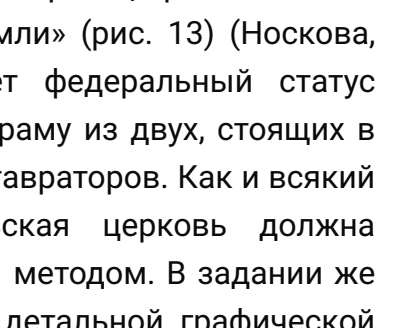 мли» (рис. 13) (Носкова,
ет федеральный статус
раму из двух, стоящих в
тавраторов. Как и всякий
ская церковь должна
методом. В задании же
детальной графической